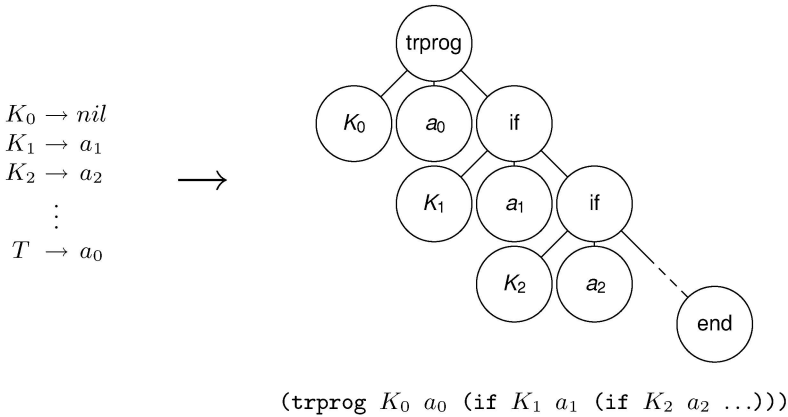 K₀ → nil
K₁ → a₁
K₂ → a₂
⋮
T → a₀
→
trprog
K₀ a₀ if
K₁ a₁ if
K₂ a₂
end
(trprog K₀ a₀ (if K₁ a₁ (if K₂ a₂ ...)))